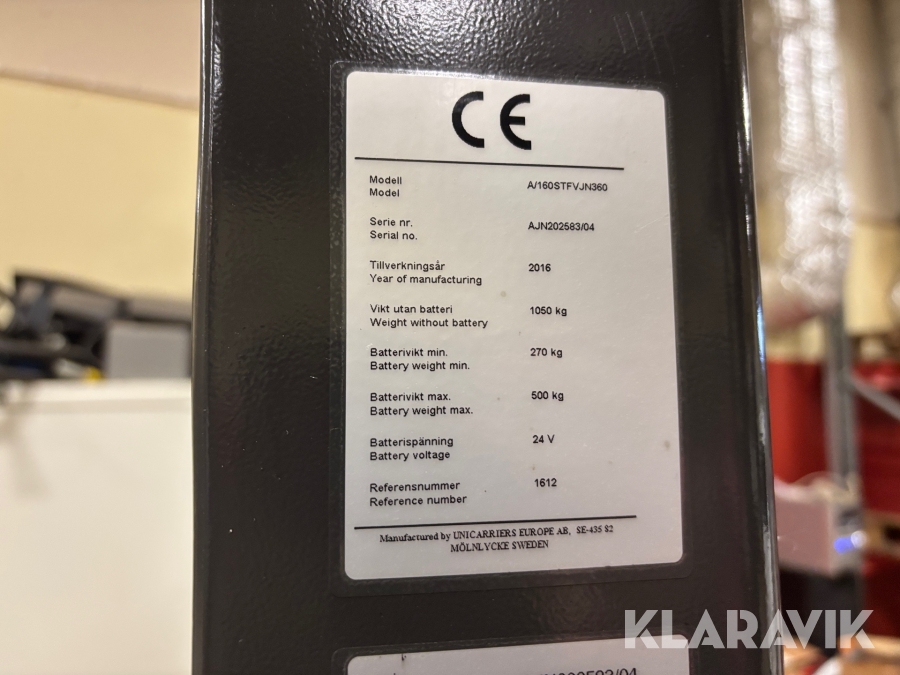 CE
Modell A/160STFVJN360
Model
Serie nr. AJN202583/04
Serial no.
Tillverkningsår 2016
Year of manufacturing
Vikt utan batteri 1050 kg
Weight without battery
Batterivikt min. 270 kg
Battery weight min.
Batterivikt max. 500 kg
Battery weight max.
Batterispänning 24 V
Battery voltage
Referensnummer 1612
Reference number
Manufactured by UNICARRIERS EUROPE AB, SE-435 S2
MÖLNLYCKE SWEDEN
KLARAVIK